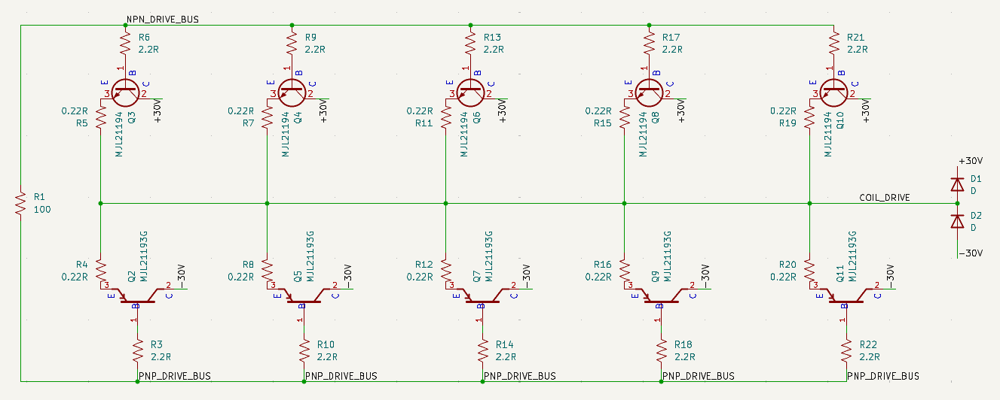 NPN_DRIVE_BUS
R6
2.2R
R9
2.2R
R13
2.2R
R17
2.2R
R21
2.2R
1
B
E
C
3
2
0.22R
R5
MJL21194
Q3
+30V
1
B
E
C
3
2
0.22R
R7
MJL21194
Q4
+30V
1
B
E
C
3
2
0.22R
R11
MJL21194
Q6
+30V
1
B
E
C
3
2
0.22R
R15
MJL21194
Q8
+30V
1
B
E
C
3
2
0.22R
R19
MJL21194
Q10
+30V
R1
100
COIL_DRIVE
+30V
D1
D
D2
D
-30V
R4
0.22R
Q2
MJL21193G
-30V
3
2
E
B
C
1
R8
0.22R
Q5
MJL21193G
-30V
3
2
E
B
C
1
R12
0.22R
Q7
MJL21193G
-30V
3
2
E
B
C
1
R16
0.22R
Q9
MJL21193G
-30V
3
2
E
B
C
1
R20
0.22R
Q11
MJL21193G
-30V
3
2
E
B
C
1
R3
2.2R
R10
2.2R
R14
2.2R
R18
2.2R
R22
2.2R
PNP_DRIVE_BUS
PNP_DRIVE_BUS
PNP_DRIVE_BUS
PNP_DRIVE_BUS
PNP_DRIVE_BUS